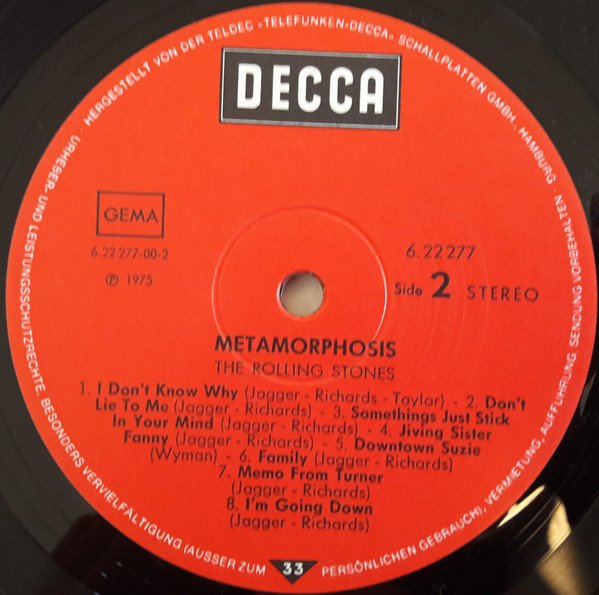 HERGESTELLT VON DER TELDEC »TELEFUNKEN-DECCA« SCHALLPLATTEN GMBH., HAMBURG
DECCA
GEMA
6.22 277-00-2
℗ 1975
6.22 277
Side 2 STEREO
METAMORPHOSIS
THE ROLLING STONES
1. I Don't Know Why (Jagger - Richards - Taylor) - 2. Don't
Lie To Me (Jagger - Richards) - 3. Somethings Just Stick
In Your Mind (Jagger - Richards) - 4. Jiving Sister
Fanny (Jagger - Richards) - 5. Downtown Suzie
(Wyman) - 6. Family (Jagger - Richards)
7. Memo From Turner
(Jagger - Richards)
8. I'm Going Down
(Jagger - Richards)
URHEBER- UND LEISTUNGSSCHUTZRECHTE. BESONDERS VERVIELFÄLTIGUNG (AUSSER ZUM PERSÖNLICHEN GEBRAUCH), VERMIETUNG, AUFFÜHRUNG, SENDUNG VORBEHALTEN
33